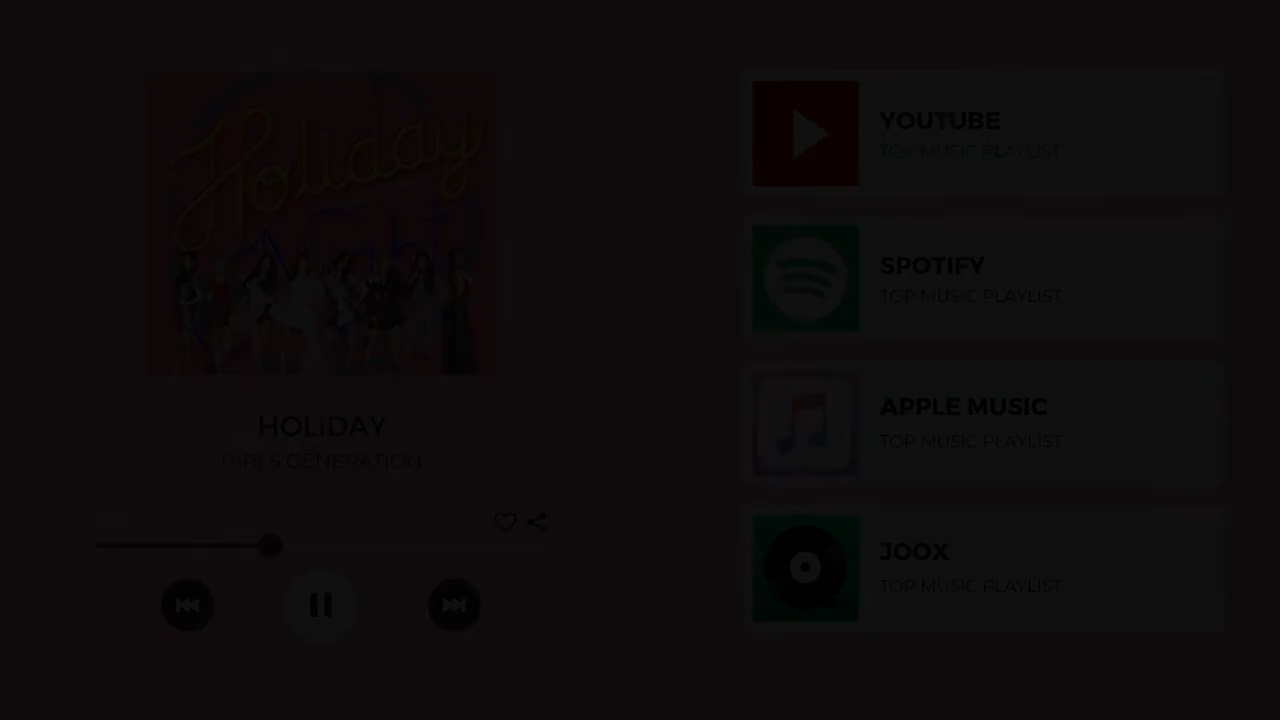 Holiday
Night
HOLIDAY
GIRLS GENERATION
YOUTUBE
TOP MUSIC PLAYLIST
SPOTIFY
TOP MUSIC PLAYLIST
APPLE MUSIC
TOP MUSIC PLAYLIST
JOOX
TOP MUSIC PLAYLIST